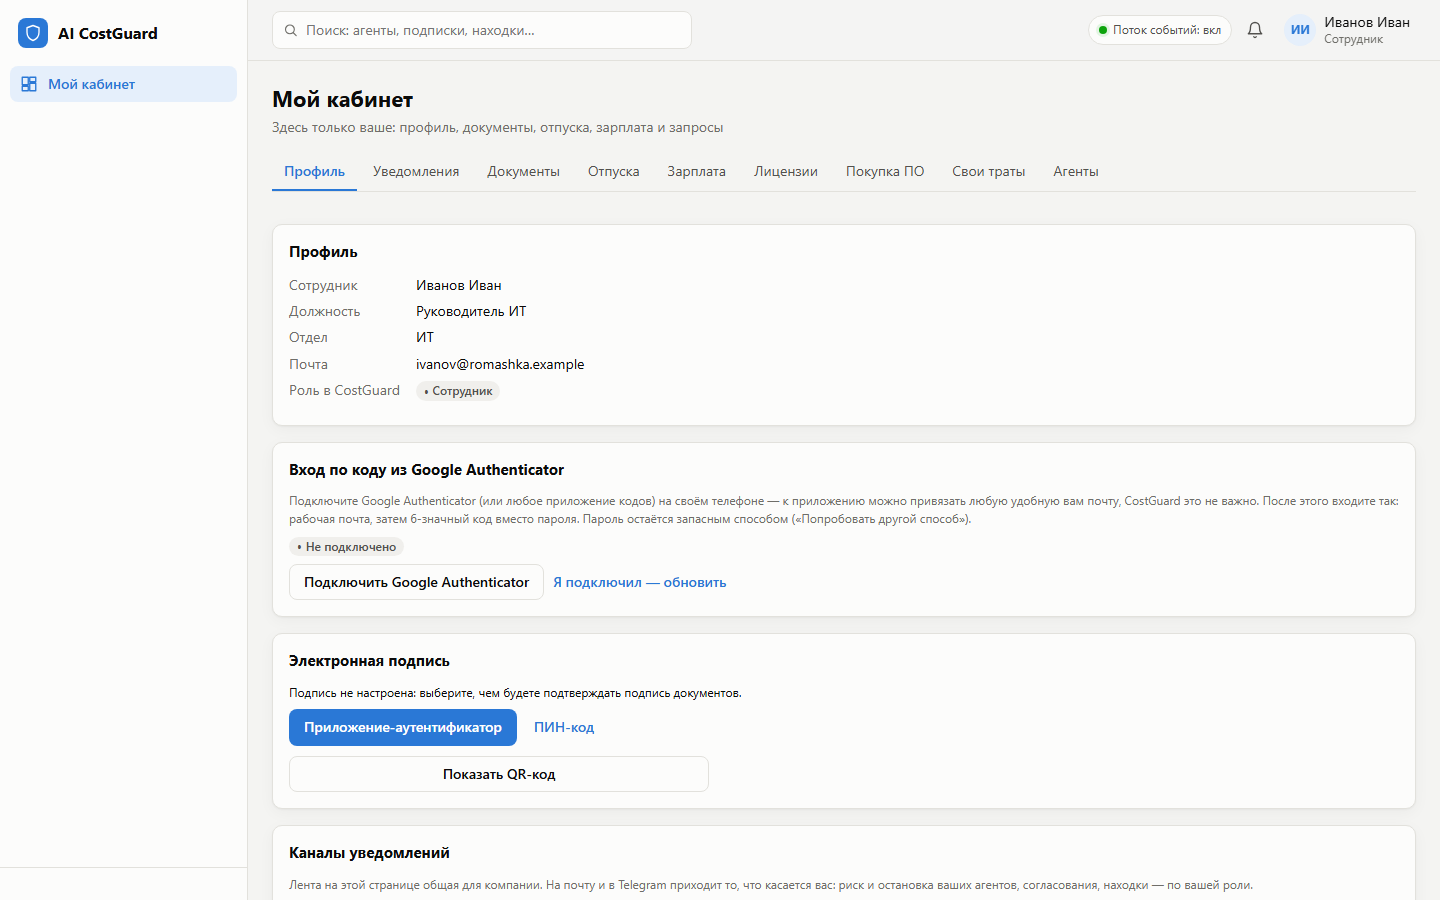 AI CostGuard
Поиск: агенты, подписки, находки...
Поток событий: вкл
ИИ
Иванов Иван
Сотрудник
Мой кабинет
Мой кабинет
Здесь только ваше: профиль, документы, отпуска, зарплата и запросы
Профиль
Уведомления
Документы
Отпуска
Зарплата
Лицензии
Покупка ПО
Свои траты
Агенты
Профиль
Сотрудник Иванов Иван
Должность Руководитель ИТ
Отдел ИТ
Почта ivanov@romashka.example
Роль в CostGuard • Сотрудник
Вход по коду из Google Authenticator
Подключите Google Authenticator (или любое приложение кодов) на своём телефоне — к приложению можно привязать любую удобную вам почту, CostGuard это не важно. После этого входите так:
рабочая почта, затем 6-значный код вместо пароля. Пароль остаётся запасным способом («Попробовать другой способ»).
• Не подключено
Подключить Google Authenticator
Я подключил — обновить
Электронная подпись
Подпись не настроена: выберите, чем будете подтверждать подпись документов.
Приложение-аутентификатор
ПИН-код
Показать QR-код
Каналы уведомлений
Лента на этой странице общая для компании. На почту и в Telegram приходит то, что касается вас: риск и остановка ваших агентов, согласования, находки — по вашей роли.